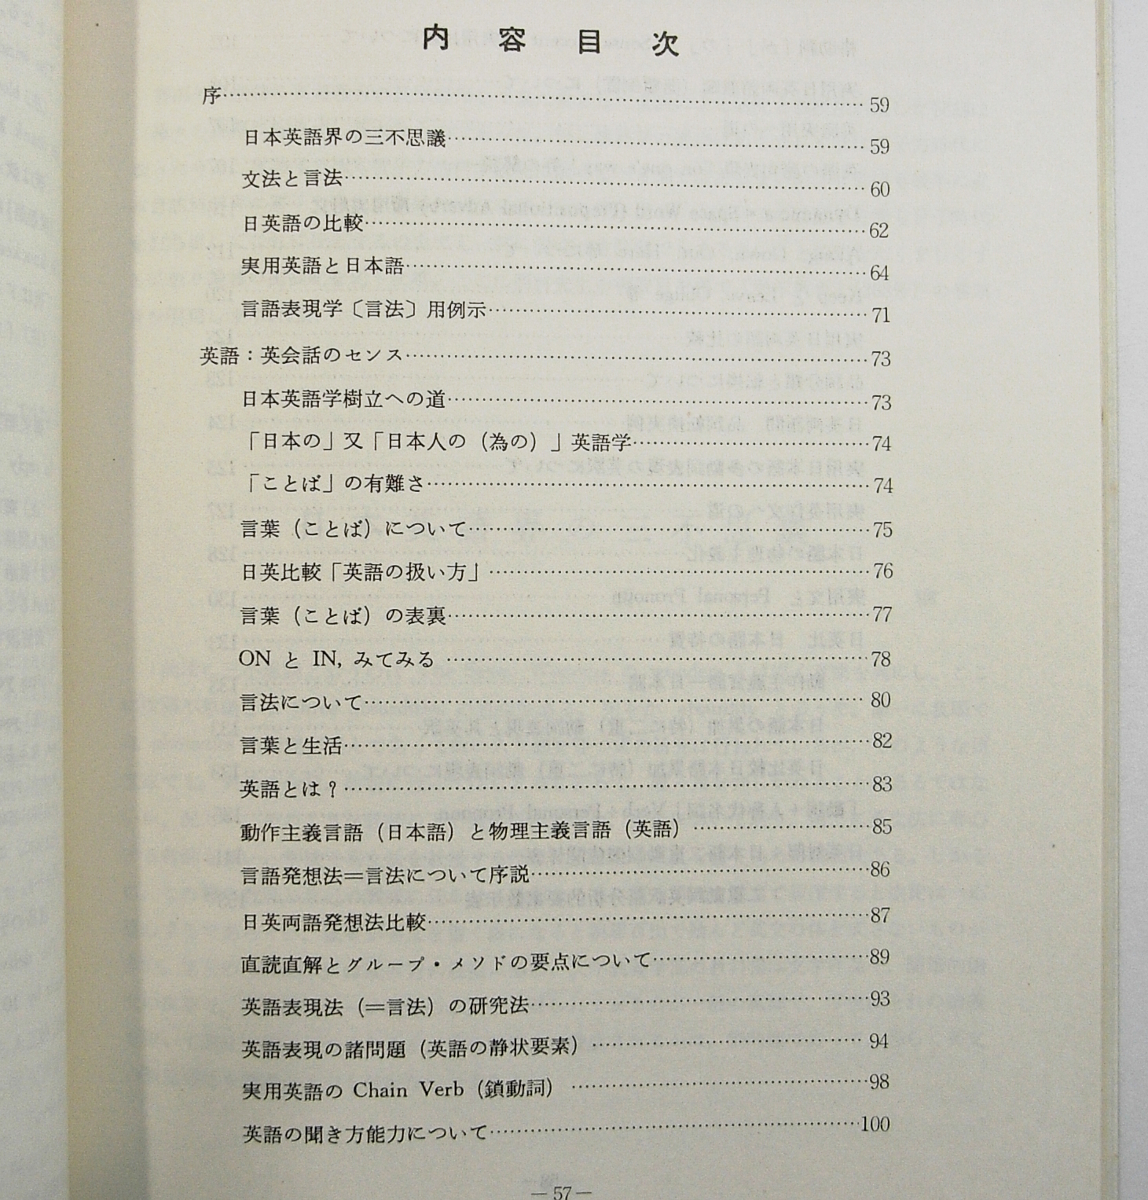 内容目次
序……59
日本英語界の三不思議……59
文法と言法……60
日英語の比較……62
実用英語と日本語……64
言語表現学〔言法〕用例示……71
英語：英会話のセンス……73
日本英語学樹立への道……73
「日本の」又「日本人の（為の）」英語学……74
「ことば」の有難さ……74
言葉（ことば）について……75
日英比較「英語の扱い方」……76
言葉（ことば）の表裏……77
ON と IN, みてみる……78
言法について……80
言葉と生活……82
英語とは？……83
動作主義言語（日本語）と物理主義言語（英語）……85
言語発想法＝言法について序説……86
日英両語発想法比較……87
直読直解とグループ・メソドの要点について……89
英語表現法（＝言法）の研究法……93
英語表現の諸問題（英語の静状要素）……94
実用英語の Chain Verb（鎖動詞）……98
英語の聞き方能力について……100
— 57 —